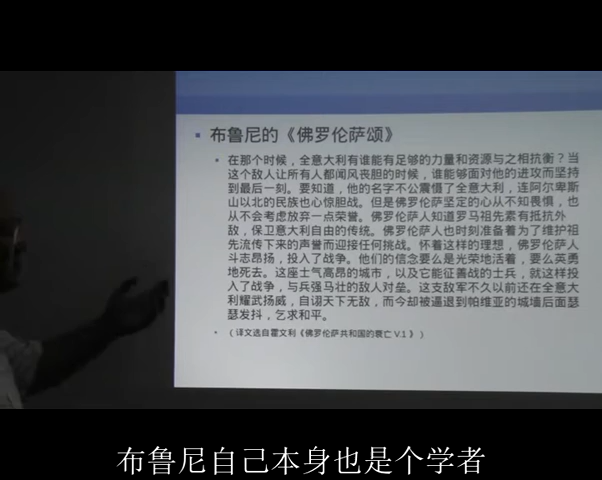 布鲁尼的《佛罗伦萨颂》
在那个时候，全意大利有谁能有足够的力量和资源与之相抗衡？当
这个敌人让所有人都闻风丧胆的时候，谁能够面对他的进攻而坚持
到最后一刻。要知道，他的名字不公震慑了全意大利，连阿尔卑斯
山以北的民族也心惊胆战。但是佛罗伦萨坚定的心从不知畏惧，也
从不会考虑放弃一点荣誉。佛罗伦萨人知道罗马祖先素有抵抗外
敌，保卫意大利自由的传统。佛罗伦萨人也时刻准备着为了维护祖
先流传下来的声誉而迎接任何挑战。怀着这样的理想，佛罗伦萨人
斗志昂扬，投入了战争。他们的信念要么是光荣地活着，要么英勇
地死去。这座士气高昂的城市，以及它能征善战的士兵，就这样投
入了战争，与兵强马壮的敌人对垒。这支敌军不久以前还在全意大
利耀武扬威，自诩天下无敌，而今却被逼退到帕维亚的城墙后面瑟
瑟发抖，乞求和平。
（译文选自霍文利《佛罗伦萨共和国的衰亡 V.1 》）
布鲁尼自己本身也是个学者